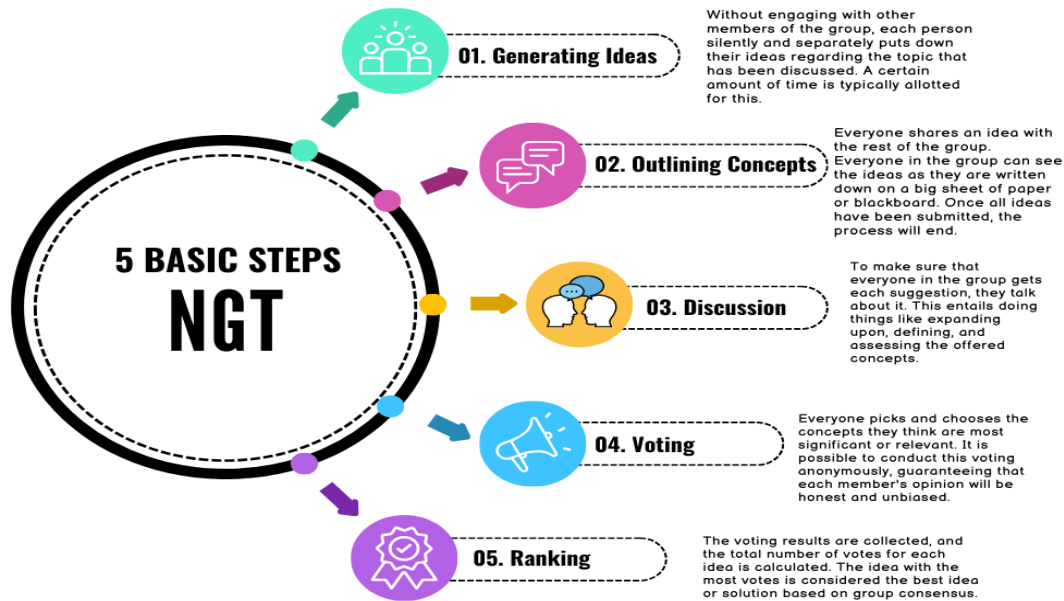 5 BASIC STEPS
NGT
01. Generating Ideas
Without engaging with other
members of the group, each person
silently and separately puts down
their ideas regarding the topic that
has been discussed. A certain
amount of time is typically allotted
for this.
02. Outlining Concepts
Everyone shares an idea with
the rest of the group.
Everyone in the group can see
the ideas as they are written
down on a big sheet of paper
or blackboard. Once all ideas
have been submitted, the
process will end.
03. Discussion
To make sure that
everyone in the group gets
each suggestion, they talk
about it. This entails doing
things like expanding
upon, defining, and
assessing the offered
concepts.
04. Voting
Everyone picks and chooses the
concepts they think are most
significant or relevant. It is
possible to conduct this voting
anonymously, guaranteeing that
each member's opinion will be
honest and unbiased.
05. Ranking
The voting results are collected, and
the total number of votes for each
idea is calculated. The idea with the
most votes is considered the best idea
or solution based on group consensus.